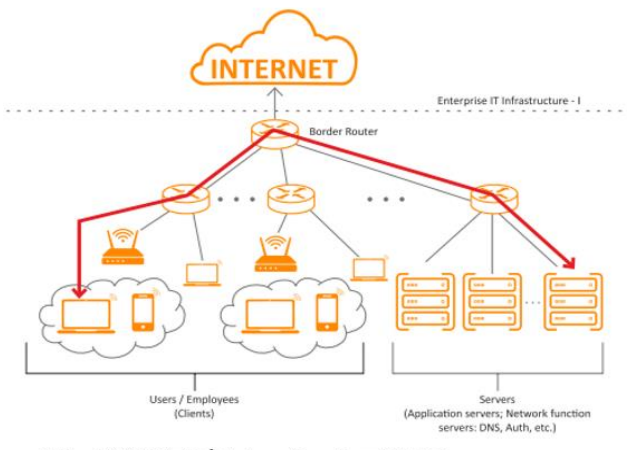 INTERNET
Enterprise IT Infrastructure - I
Border Router
Users / Employees
(Clients)
Servers
(Application servers; Network function
servers: DNS, Auth, etc.)